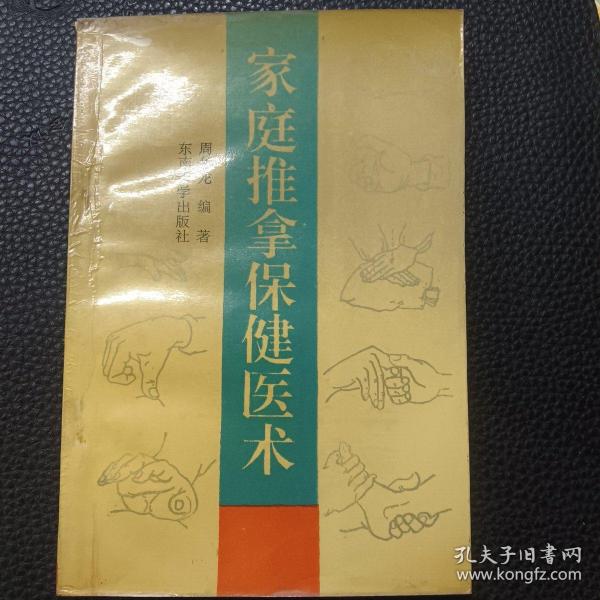 家庭推拿保健医术
周 龙 编著
东南大学出版社
孔夫子旧书网
www.kongfz.com